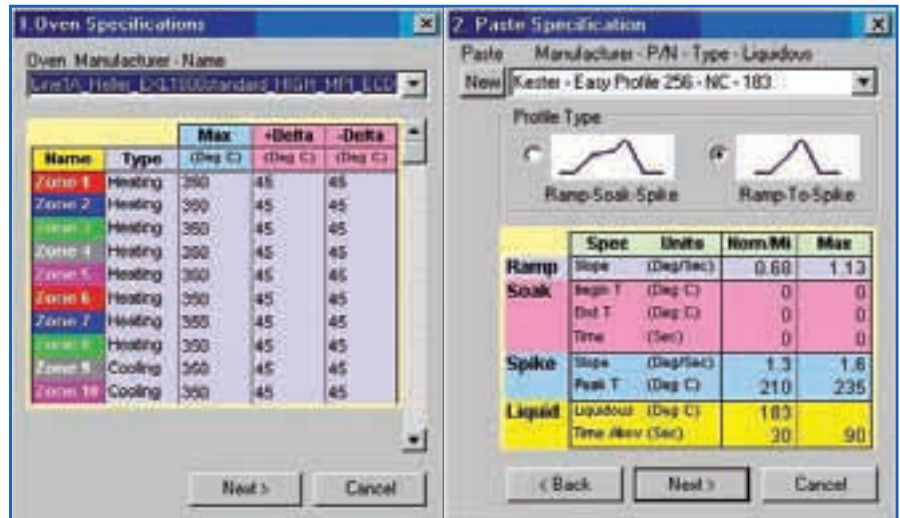 1.Oven Specifications
Oven Manufacturer - Name
Max +Delta -Delta
Name Type (Deg C) (Deg C) (Deg C)
Zone 1 Heating 350 45 45
Zone 2 Heating 350 45 45
Heating 350 45 45
Zone 4 Heating 350 45 45
Zone 5 Heating 350 45 45
Zone 6 Heating 350 45 45
Zone 7 Heating 350 45 45
Heating 350 45 45
Zone 9 Cooling 350 45 45
Zone 10 Cooling 350 45 45
Next > Cancel
2. Paste Specification
Paste Manufacturer - P/N - Type - Liquidous
New Kester - Easy Profile 256 - NC - 183
Profile Type
Ramp-Soak-Spike Ramp-To-Spike
Spec Units Norm/Mi Max
Ramp Slope (Deg/Sec) 0.68 1.13
Soak Begin T (Deg C) 0 0
End T (Deg C) 0 0
Time (Sec) 0 0
Spike Slope (Deg/Sec) 1.3 1.6
Peak T (Deg C) 210 235
Liquid Liquidous (Deg C) 183
Time Abov (Sec) 30 90
< Back Next > Cancel